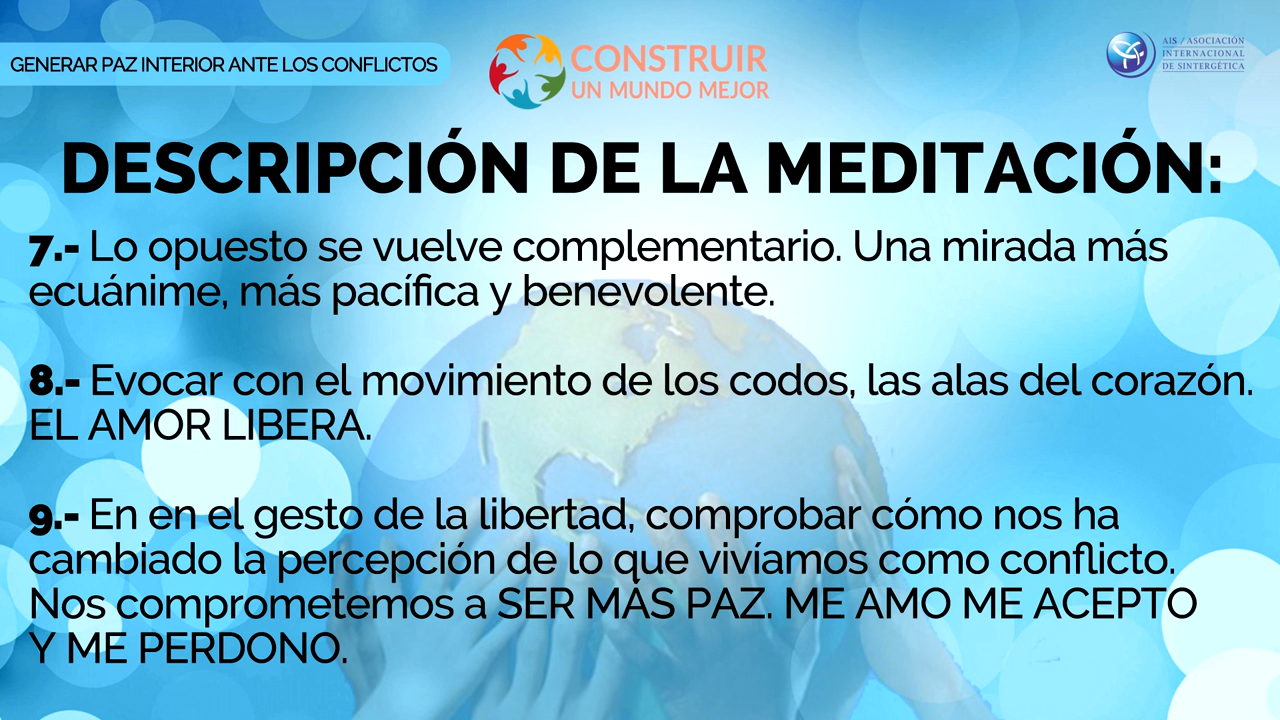 GENERAR PAZ INTERIOR ANTE LOS CONFLICTOS
CONSTRUIR
UN MUNDO MEJOR
AIS / ASOCIACIÓN
INTERNACIONAL
DE SINTERGÉTICA
DESCRIPCIÓN DE LA MEDITACIÓN:
7.- Lo opuesto se vuelve complementario. Una mirada más
ecuánime, más pacífica y benevolente.
8.- Evocar con el movimiento de los codos, las alas del corazón.
EL AMOR LIBERA.
9.- En en el gesto de la libertad, comprobar cómo nos ha
cambiado la percepción de lo que vivíamos como conflicto.
Nos comprometemos a SER MÁS PAZ. ME AMO ME ACEPTO
Y ME PERDONO.